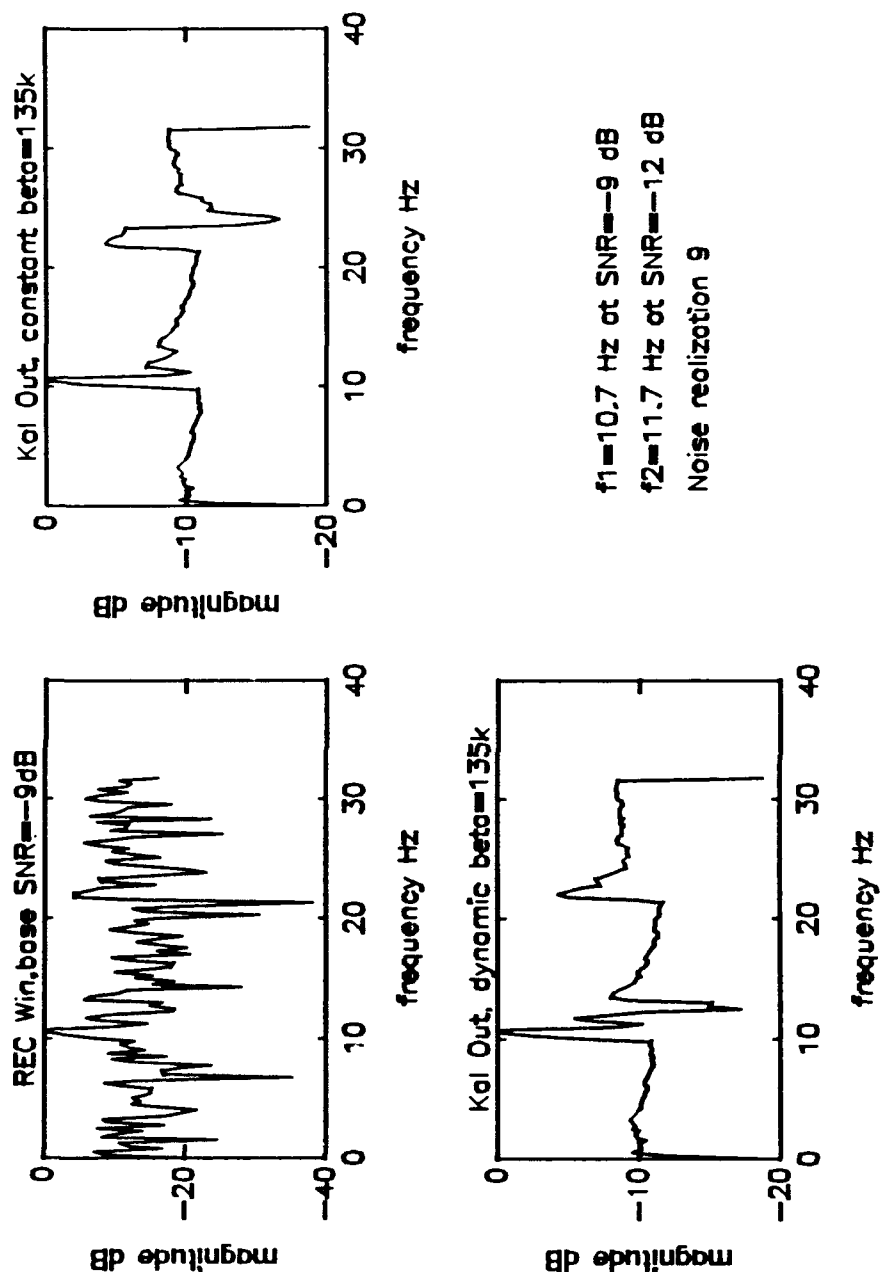 REC Win,base SNR=-9dB
magnitude dB
0
-20
-40
0 10 20 30 40
frequency Hz
Kal Out, constant beta=135k
magnitude dB
0
-10
-20
0 10 20 30 40
frequency Hz
Kal Out, dynamic beta=135k
magnitude dB
0
-10
-20
0 10 20 30 40
frequency Hz
f1=10.7 Hz at SNR=-9 dB
f2=11.7 Hz at SNR=-12 dB
Noise realization 9